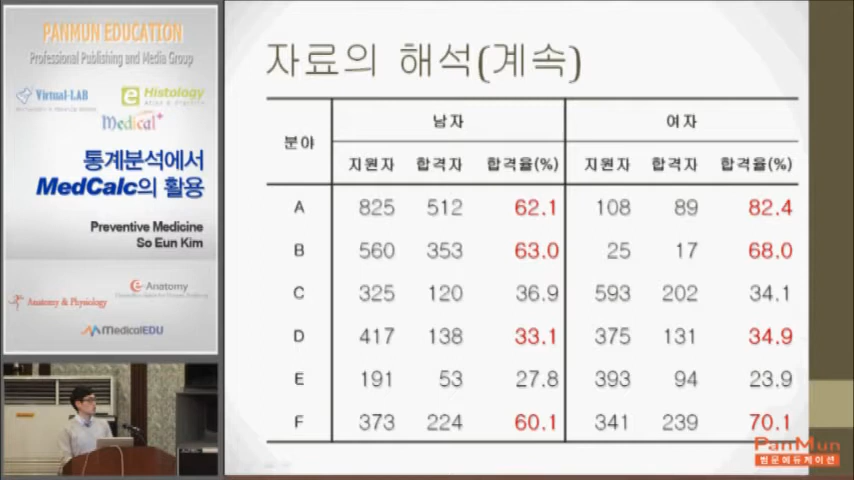 PANMUN EDUCATION
Professional Publishing and Media Group
Virtual-LAB
e Histology
Medical+
통계분석에서
MedCalc의 활용
Preventive Medicine
So Eun Kim
e-Anatomy
Anatomy & Physiology
MedicalEDU
자료의 해석(계속)
분야 남자 여자
지원자 합격자 합격율(%) 지원자 합격자 합격율(%)
A 825 512 62.1 108 89 82.4
B 560 353 63.0 25 17 68.0
C 325 120 36.9 593 202 34.1
D 417 138 33.1 375 131 34.9
E 191 53 27.8 393 94 23.9
F 373 224 60.1 341 239 70.1
PanMun
범문에듀케이션